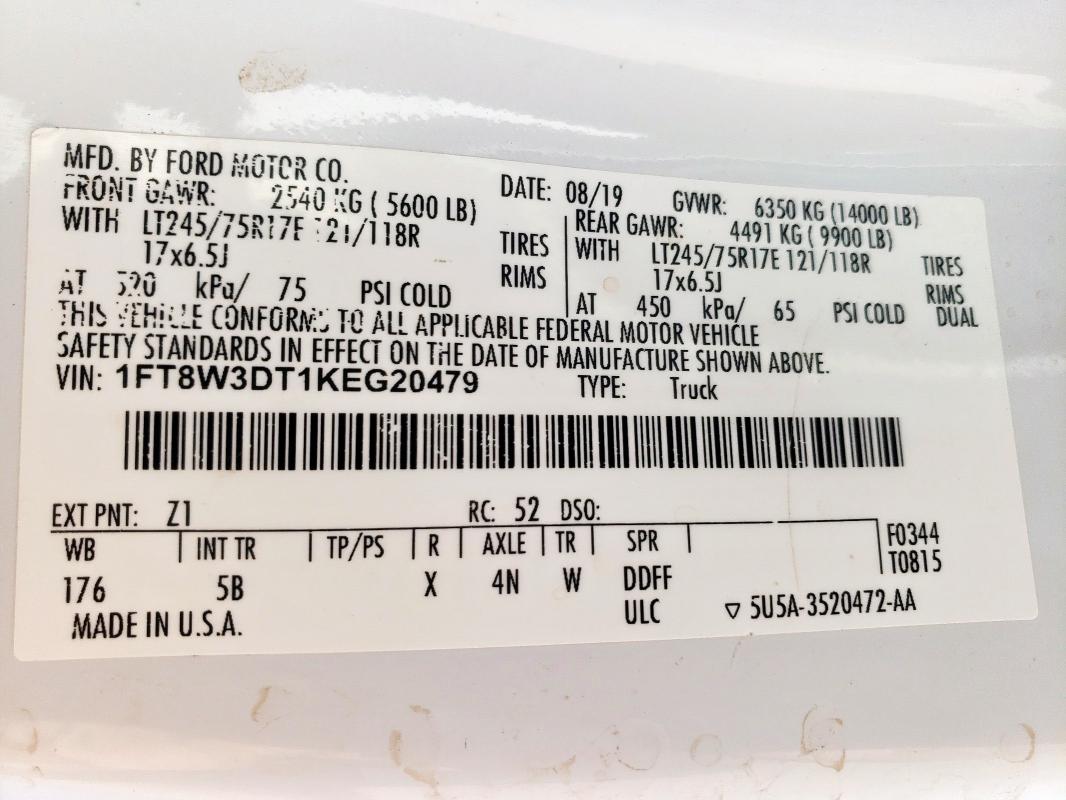 MFD. BY FORD MOTOR CO.
DATE: 08/19 GVWR: 6350 KG (14000 LB)
FRONT GAWR: 2540 KG ( 5600 LB)
REAR GAWR: 4491 KG ( 9900 LB)
WITH LT245/75R17E 121/118R TIRES
WITH LT245/75R17E 121/118R TIRES
17x6.5J RIMS
17x6.5J RIMS
AT kPa/ 75 PSI COLD
AT 450 kPa/ 65 PSI COLD DUAL
THIS VEHICLE CONFORMS TO ALL APPLICABLE FEDERAL MOTOR VEHICLE
SAFETY STANDARDS IN EFFECT ON THE DATE OF MANUFACTURE SHOWN ABOVE.
VIN: 1FT8W3DT1KEG20479 TYPE: Truck
EXT PNT: Z1 RC: 52 DSO:
WB INT TR TP/PS R AXLE TR SPR F0344
T0815
176 5B X 4N W DDFF
ULC
MADE IN U.S.A. 5U5A-3520472-AA